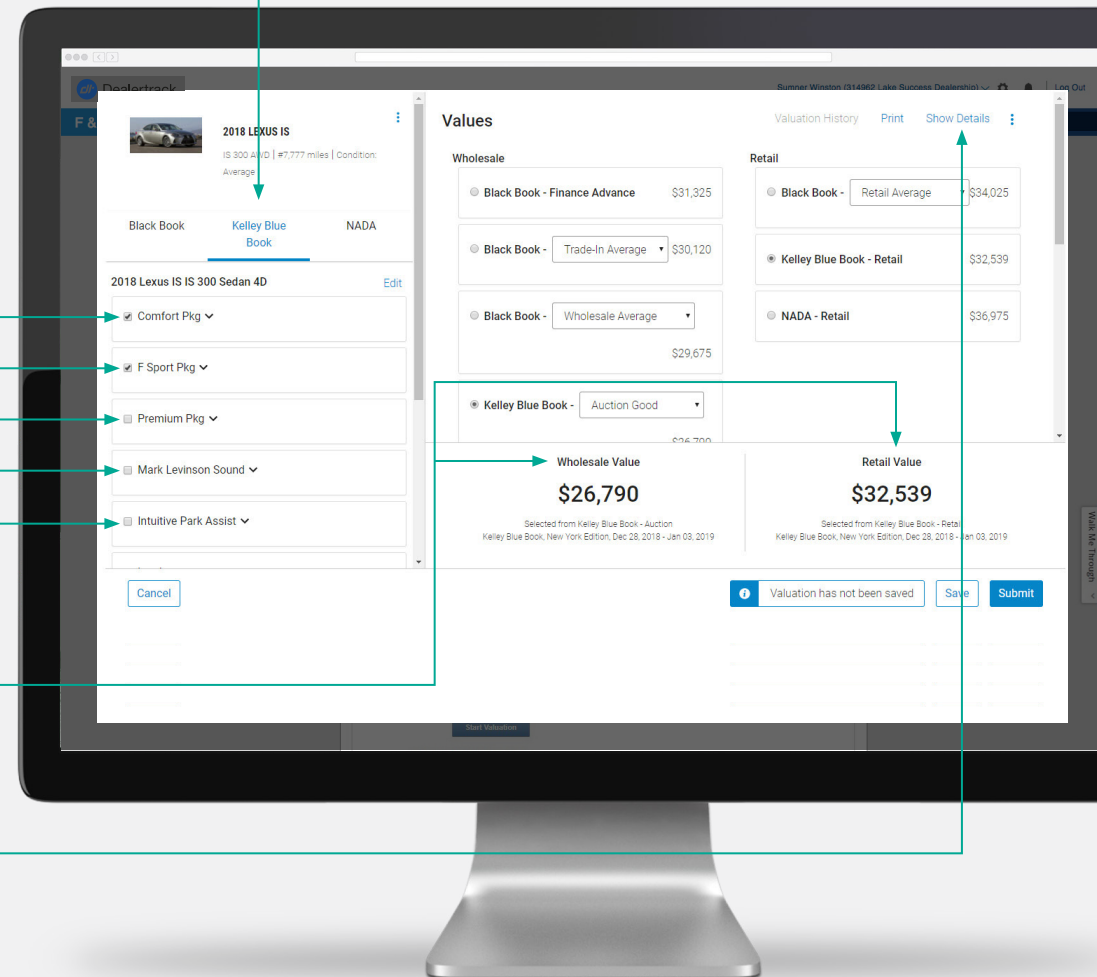 Dealertrack
Sumner Winston (314962 Lake Success Dealership)
Log Out
F &
2018 LEXUS IS
IS 300 AWD | #7,777 miles | Condition:
Average
Black Book
Kelley Blue
Book
NADA
2018 Lexus IS IS 300 Sedan 4D
Edit
Comfort Pkg
F Sport Pkg
Premium Pkg
Mark Levinson Sound
Intuitive Park Assist
Values
Valuation History
Print
Show Details
Wholesale
Black Book - Finance Advance $31,325
Black Book - Trade-In Average $30,120
Black Book - Wholesale Average
$29,675
Kelley Blue Book - Auction Good
$26,790
Retail
Black Book - Retail Average $34,025
Kelley Blue Book - Retail $32,539
NADA - Retail $36,975
Wholesale Value
$26,790
Selected from Kelley Blue Book - Auction
Kelley Blue Book, New York Edition, Dec 28, 2018 - Jan 03, 2019
Retail Value
$32,539
Selected from Kelley Blue Book - Retail
Kelley Blue Book, New York Edition, Dec 28, 2018 - Jan 03, 2019
Cancel
Valuation has not been saved
Save
Submit
Walk Me Through
Start Valuation